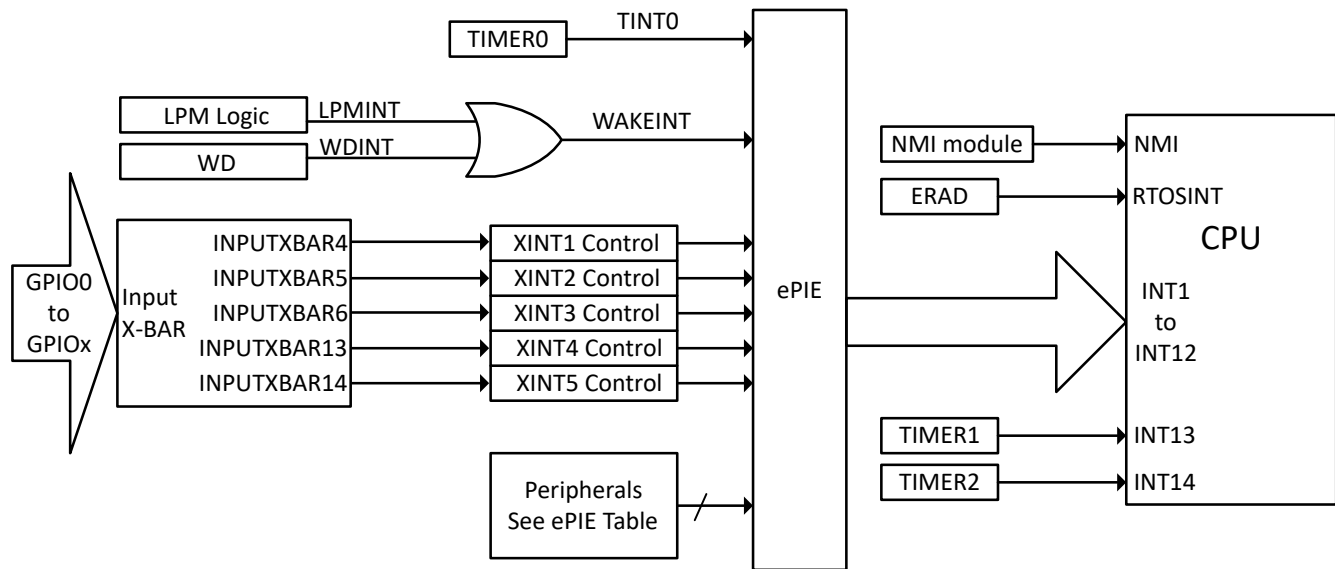 TIMER0
TINT0
LPM Logic
LPMINT
WD
WDINT
WAKEINT
GPIO0
to
GPIOx
Input
X-BAR
INPUTXBAR4
INPUTXBAR5
INPUTXBAR6
INPUTXBAR13
INPUTXBAR14
XINT1 Control
XINT2 Control
XINT3 Control
XINT4 Control
XINT5 Control
Peripherals
See ePIE Table
ePIE
NMI module
NMI
ERAD
RTOSINT
CPU
INT1
to
INT12
TIMER1
INT13
TIMER2
INT14